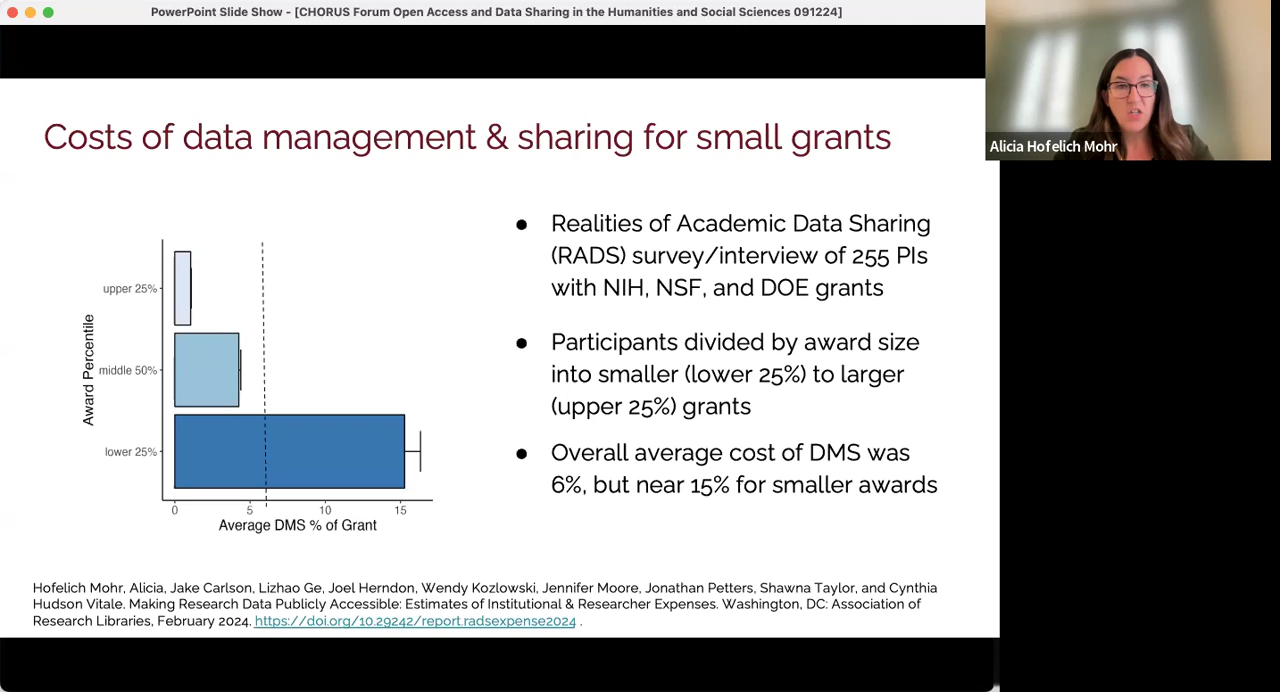 PowerPoint Slide Show - [CHORUS Forum Open Access and Data Sharing in the Humanities and Social Sciences 091224]
Alicia Hofelich Mohr
Costs of data management & sharing for small grants
Award Percentile
upper 25%
middle 50%
lower 25%
0 5 10 15
Average DMS % of Grant
● Realities of Academic Data Sharing
(RADS) survey/interview of 255 PIs
with NIH, NSF, and DOE grants
● Participants divided by award size
into smaller (lower 25%) to larger
(upper 25%) grants
● Overall average cost of DMS was
6%, but near 15% for smaller awards
Hofelich Mohr, Alicia, Jake Carlson, Lizhao Ge, Joel Herndon, Wendy Kozlowski, Jennifer Moore, Jonathan Petters, Shawna Taylor, and Cynthia
Hudson Vitale. Making Research Data Publicly Accessible: Estimates of Institutional & Researcher Expenses. Washington, DC: Association of
Research Libraries, February 2024. https://doi.org/10.29242/report.radsexpense2024 .